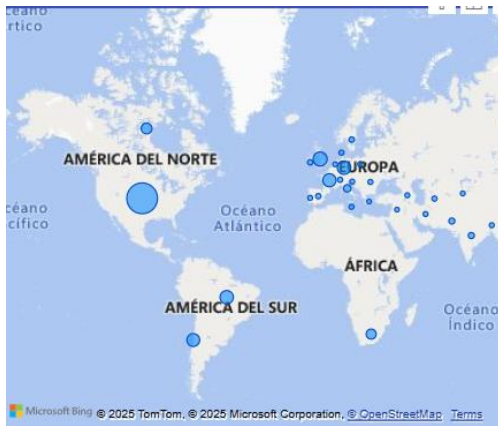 céano
rtico
AMÉRICA DEL NORTE
EUROPA
céano
cífico
Océano
Atlántico
ÁFRICA
AMÉRICA DEL SUR
Océano
Índico
Microsoft Bing © 2025 TomTom, © 2025 Microsoft Corporation, © OpenStreetMap Terms